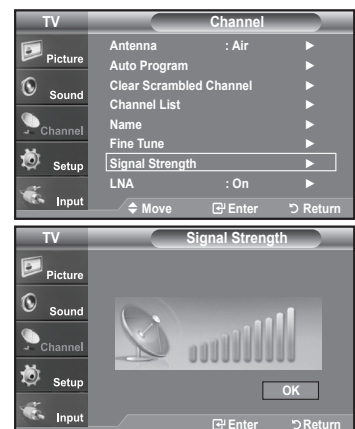 TV Channel
Picture
Sound
Channel
Setup
Input
Antenna : Air ►
Auto Program ►
Clear Scrambled Channel ►
Channel List ►
Name ►
Fine Tune ►
Signal Strength ►
LNA : On ►
Move Enter Return
TV Signal Strength
Picture
Sound
Channel
Setup
Input
OK
Enter Return